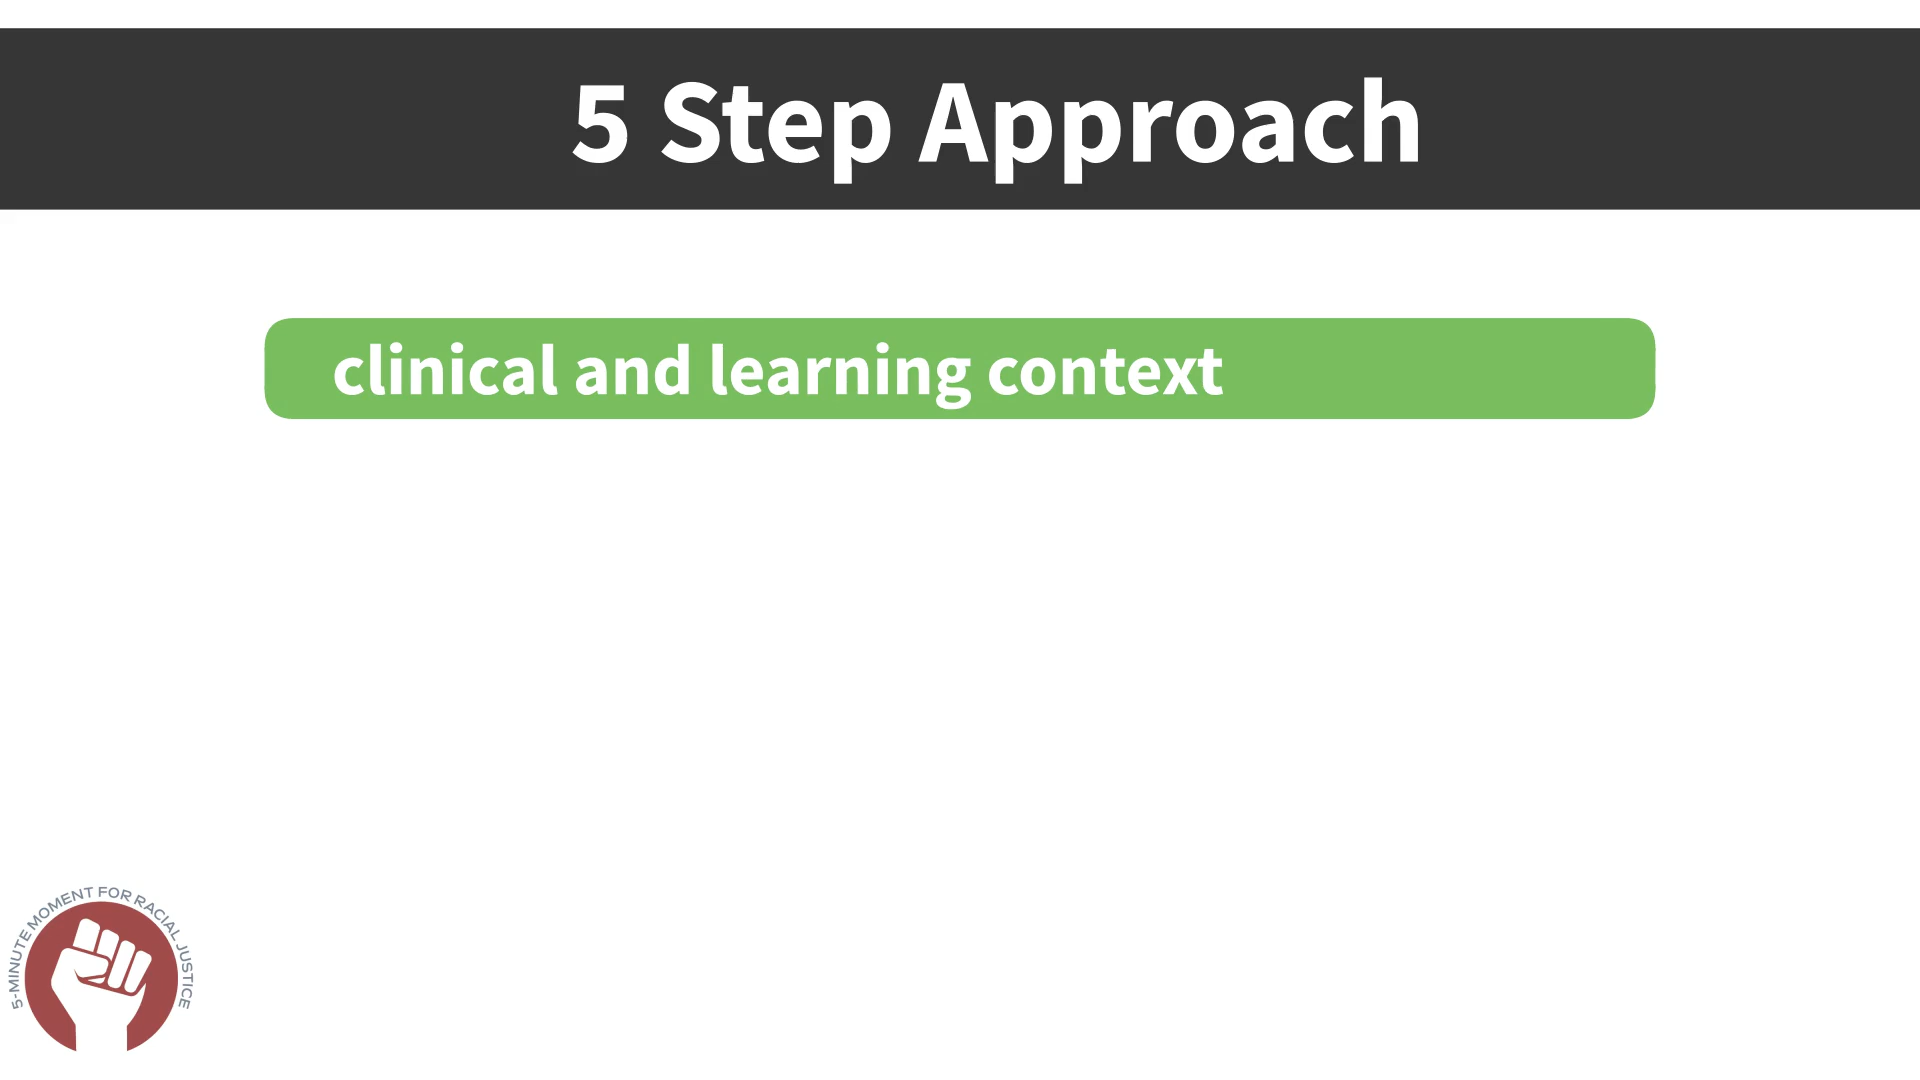 5 Step Approach
clinical and learning context
5-MINUTE MOMENT FOR RACIAL JUSTICE